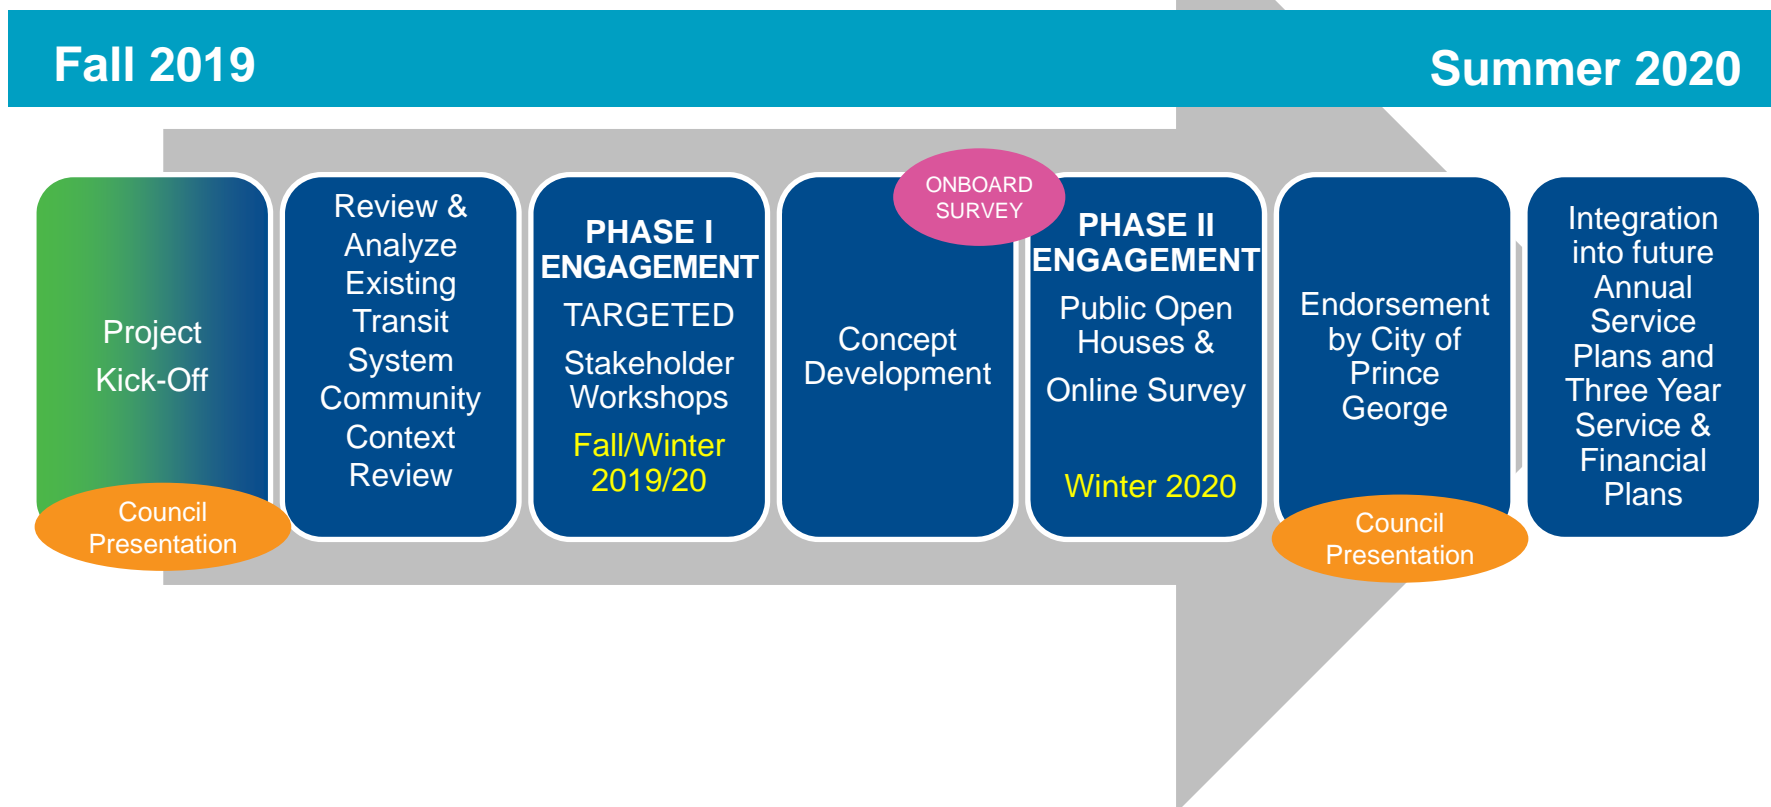 Fall 2019
Summer 2020
Project
Kick-Off
Council
Presentation
Review &
Analyze
Existing
Transit
System
Community
Context
Review
PHASE I
ENGAGEMENT
TARGETED
Stakeholder
Workshops
Fall/Winter
2019/20
Concept
Development
ONBOARD
SURVEY
PHASE II
ENGAGEMENT
Public Open
Houses &
Online Survey
Winter 2020
Endorsement
by City of
Prince
George
Council
Presentation
Integration
into future
Annual
Service
Plans and
Three Year
Service &
Financial
Plans